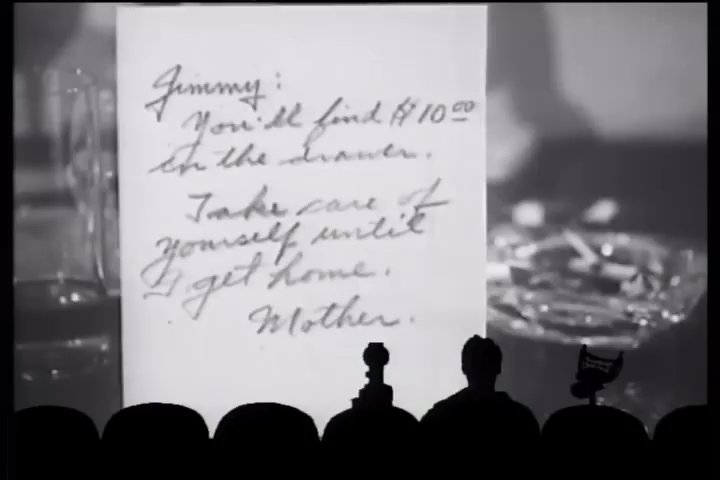 Jimmy:
You'll find $10.00
in the drawer.
Take care of
yourself until
I get home.
Mother.